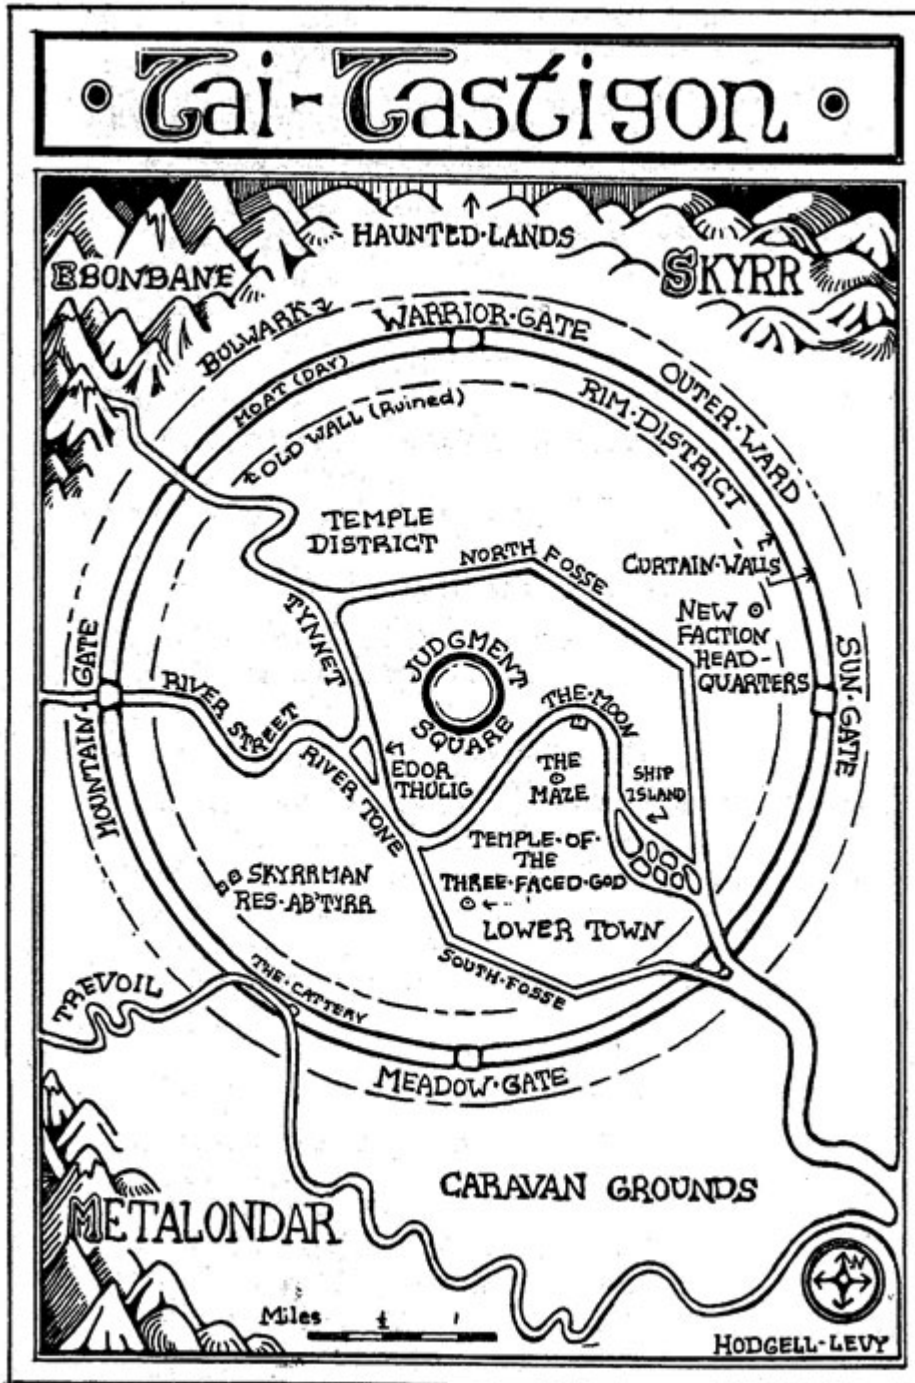 Tai-Tastigon
HAUNTED·LANDS
EBONBANE
SKYRR
BULWARK
WARRIOR·GATE
OUTER·WARD
MOAT (DRY)
RIM·DISTRICT
OLD WALL (Ruined)
TEMPLE
DISTRICT
NORTH FOSSE
CURTAIN·WALLS
TYNNET
NEW
FACTION
HEAD-
QUARTERS
JUDGMENT
SQUARE
MOUNTAIN·GATE
SUN·GATE
RIVER STREET
THE·MOON
RIVER TONE
EDOR
THULIG
THE
MAZE
SHIP
ISLAND
TEMPLE·OF·
THE
THREE·FACED·GOD
SKYRRMAN
RES·AB'TYRR
LOWER TOWN
SOUTH·FOSSE
TREVOIL
THE·CATTERY
MEADOW·GATE
CARAVAN GROUNDS
METALONDAR
N
Miles ½ 1
HODGELL-LEVY